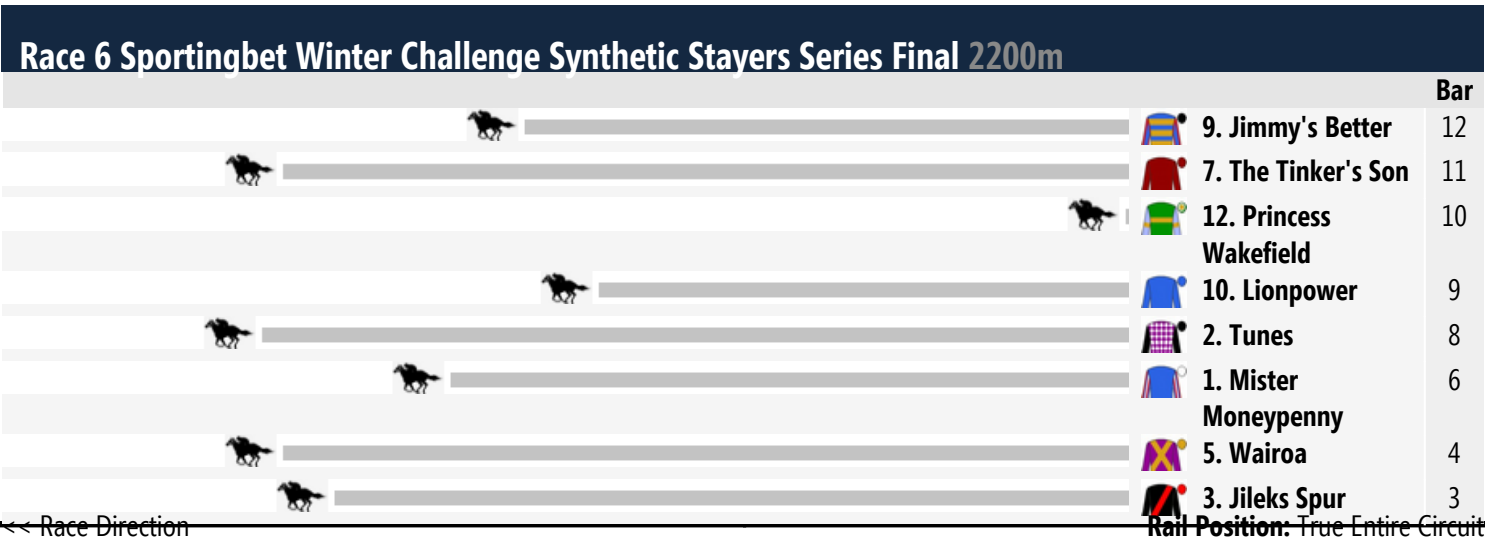 Race 6 Sportingbet Winter Challenge Synthetic Stayers Series Final 2200m
Bar
9. Jimmy's Better 12
7. The Tinker's Son 11
12. Princess 10
Wakefield
10. Lionpower 9
2. Tunes 8
1. Mister 6
Moneypenny
5. Wairoa 4
3. Jileks Spur 3
<< Race Direction Rail Position: True Entire Circuit